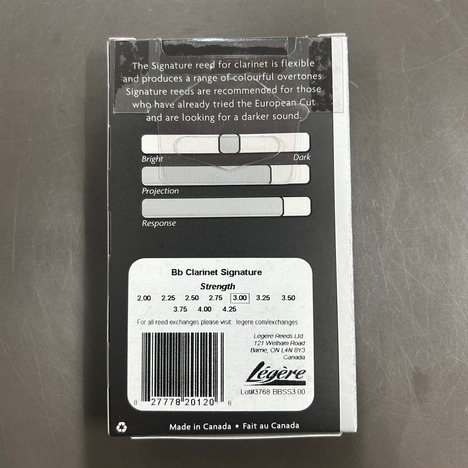 The Signature reed for clarinet is flexible
and produces a range of colourful overtones.
Signature reeds are recommended for those
who have already tried the European Cut
and are looking for a darker sound.
Bright Dark
Projection
Response
Bb Clarinet Signature
Strength
2.00 2.25 2.50 2.75 3.00 3.25 3.50
3.75 4.00 4.25
For all reed exchanges please visit legere.com/exchanges
Légère Reeds Ltd
121 Welham Road
Barrie, ON L4N 8Y3
Canada
Légère
Lot#3768 BBSS3.00
8 27778 20120 6
Made in Canada • Fait au Canada